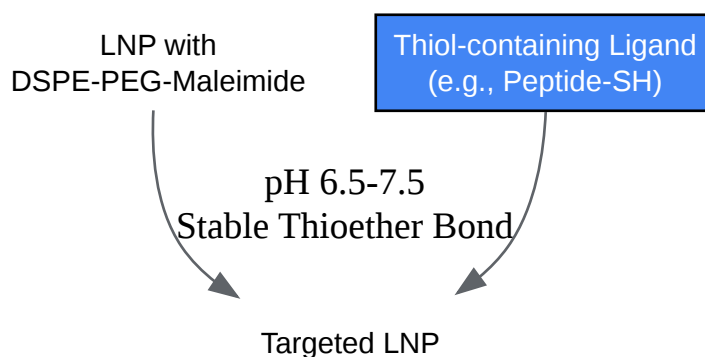 LNP with
DSPE-PEG-Maleimide
Thiol-containing Ligand
(e.g., Peptide-SH)
pH 6.5-7.5
Stable Thioether Bond
Targeted LNP